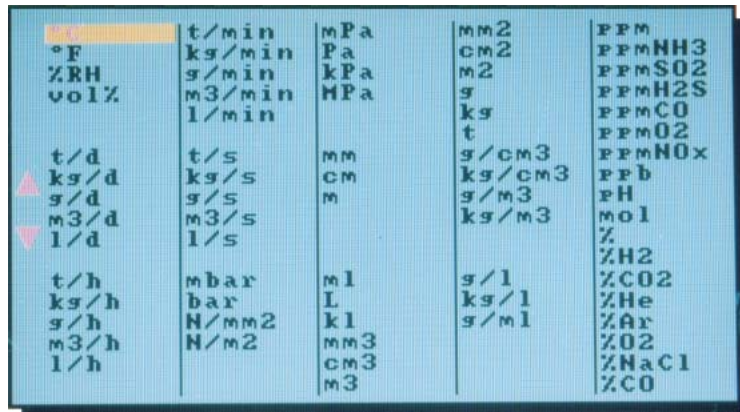 °C
°F
%RH
vol%
t/d
kg/d
g/d
m3/d
l/d
t/h
kg/h
g/h
m3/h
l/h
t/min
kg/min
g/min
m3/min
l/min
t/s
kg/s
g/s
m3/s
l/s
mbar
bar
N/mm2
N/m2
mPa
Pa
kPa
MPa
mm
cm
m
ml
L
kl
mm3
cm3
m3
mm2
cm2
m2
g
kg
t
g/cm3
kg/cm3
g/m3
kg/m3
g/l
kg/l
g/ml
ppm
ppmNH3
ppmSO2
ppmH2S
ppmCO
ppmO2
ppmNOx
ppb
pH
mol
%
%H2
%CO2
%He
%Ar
%O2
%NaCl
%CO